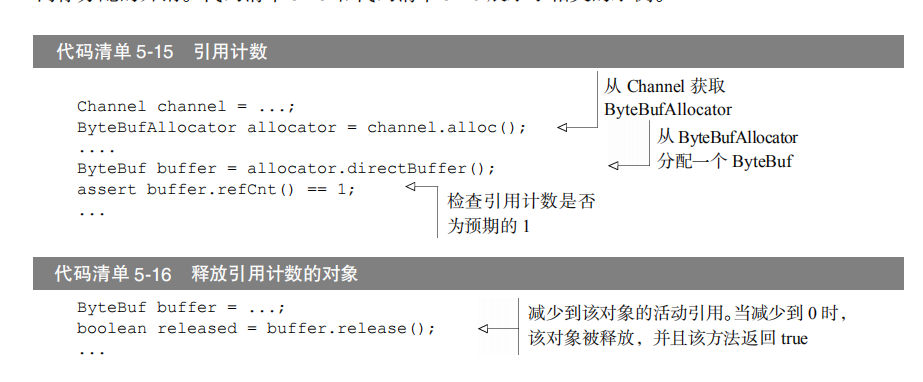 代码清单 5-15 引用计数
从 Channel 获取
ByteBufAllocator
Channel channel = ...;
ByteBufAllocator allocator = channel.alloc();
....
从 ByteBufAllocator
分配一个 ByteBuf
ByteBuf buffer = allocator.directBuffer();
assert buffer.refCnt() == 1;
...
检查引用计数是否
为预期的 1
代码清单 5-16 释放引用计数的对象
ByteBuf buffer = ...;
boolean released = buffer.release();
...
减少到该对象的活动引用。当减少到 0 时，
该对象被释放，并且该方法返回 true